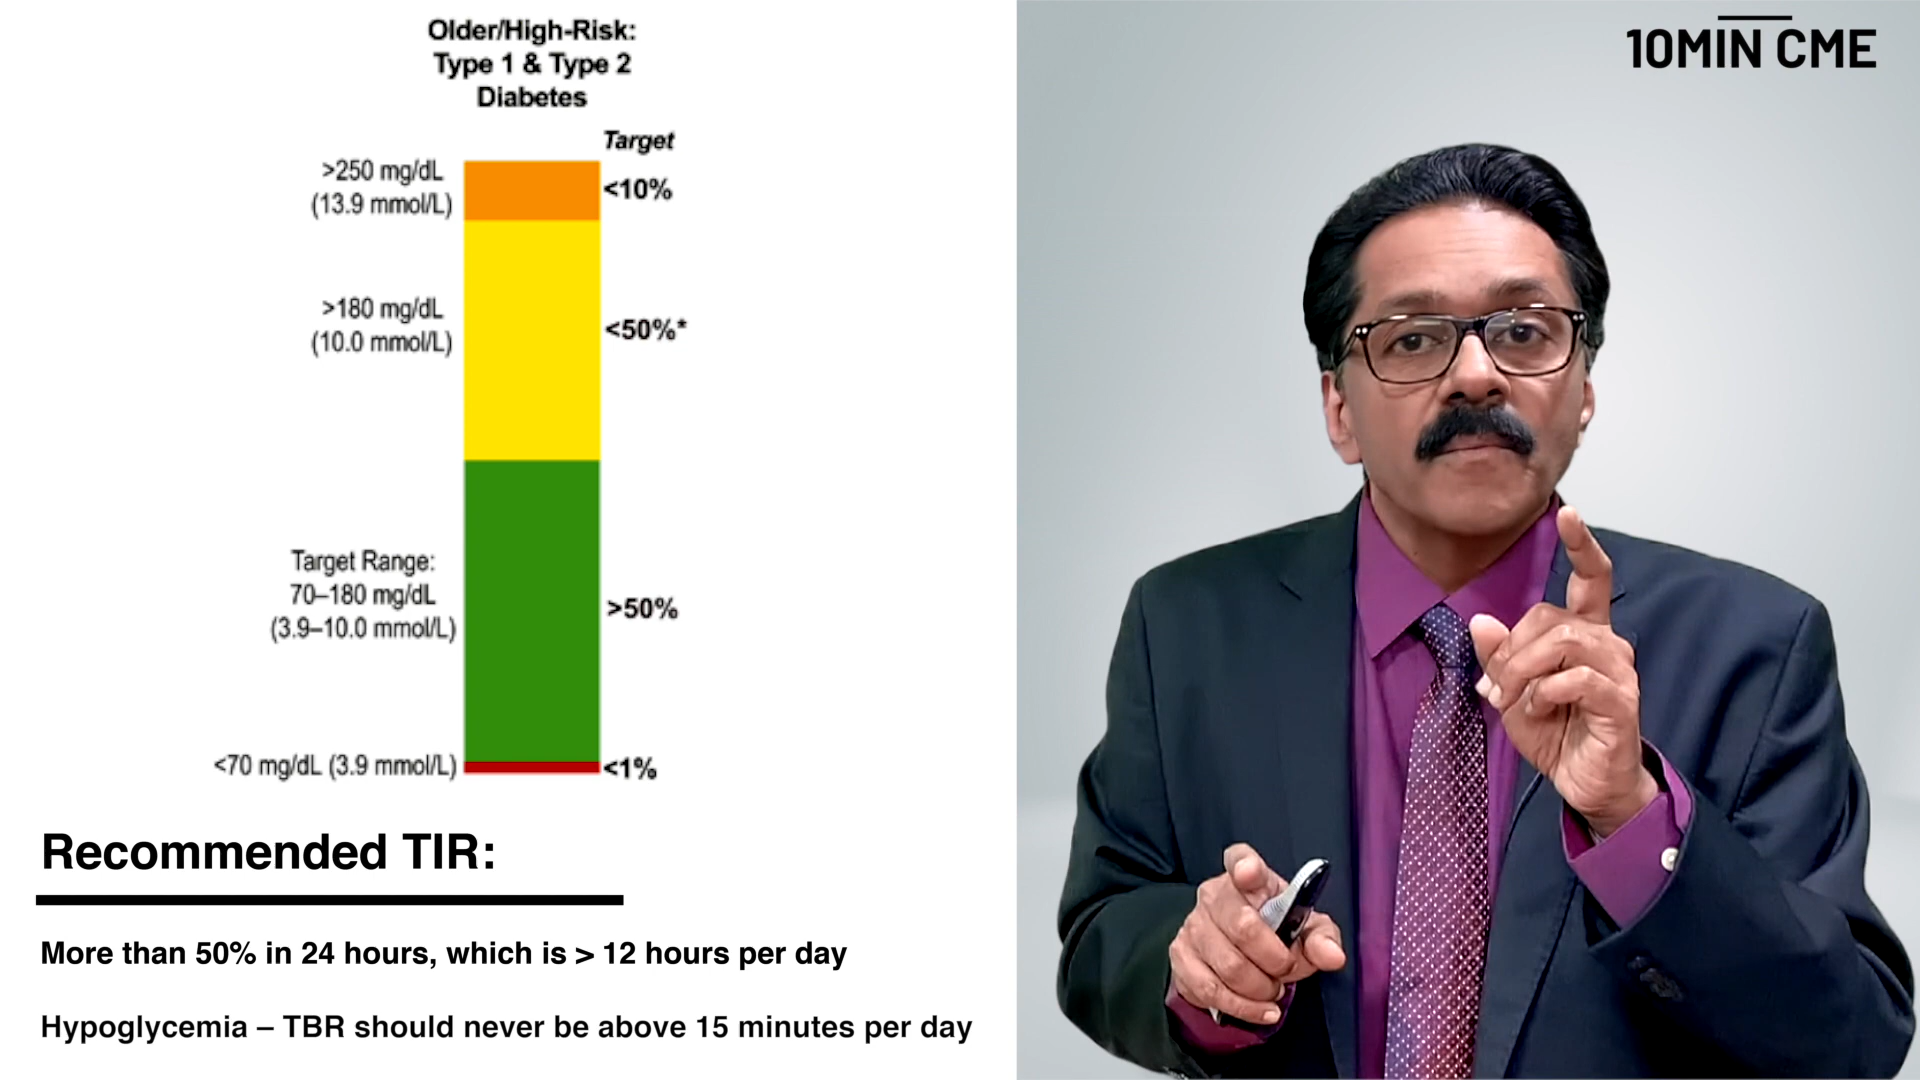 Older/High-Risk:
Type 1 & Type 2
Diabetes
Target
>250 mg/dL
(13.9 mmol/L)
<10%
>180 mg/dL
(10.0 mmol/L)
<50%*
Target Range:
70–180 mg/dL
(3.9–10.0 mmol/L)
>50%
<70 mg/dL (3.9 mmol/L)
<1%
Recommended TIR:
More than 50% in 24 hours, which is > 12 hours per day
Hypoglycemia – TBR should never be above 15 minutes per day
10MIN CME